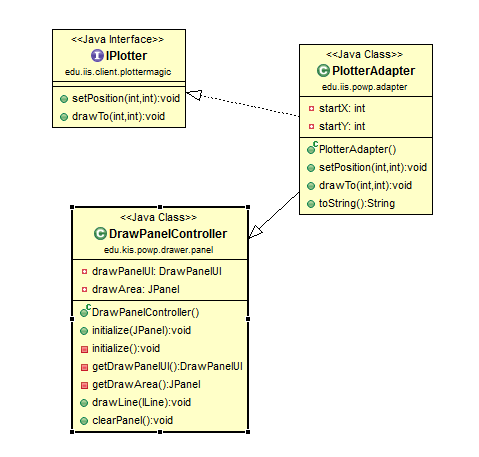 <<Java Interface>>
I IPlotter
edu.iis.client.plottermagic
setPosition(int,int):void
drawTo(int,int):void
<<Java Class>>
C PlotterAdapter
edu.iis.powp.adapter
startX: int
startY: int
C PlotterAdapter()
setPosition(int,int):void
drawTo(int,int):void
toString():String
<<Java Class>>
C DrawPanelController
edu.kis.powp.drawer.panel
drawPanelUI: DrawPanelUI
drawArea: JPanel
C DrawPanelController()
initialize(JPanel):void
initialize():void
getDrawPanelUI():DrawPanelUI
getDrawArea():JPanel
drawLine(ILine):void
clearPanel():void